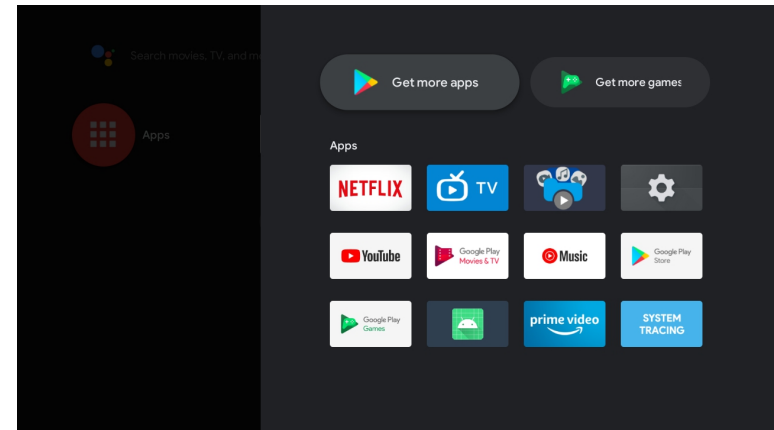 Search movies, TV, and m
Get more apps
Get more games
Apps
Apps
NETFLIX
TV
YouTube
Google Play
Movies & TV
Music
Google Play
Store
Google Play
Games
prime video
SYSTEM
TRACING